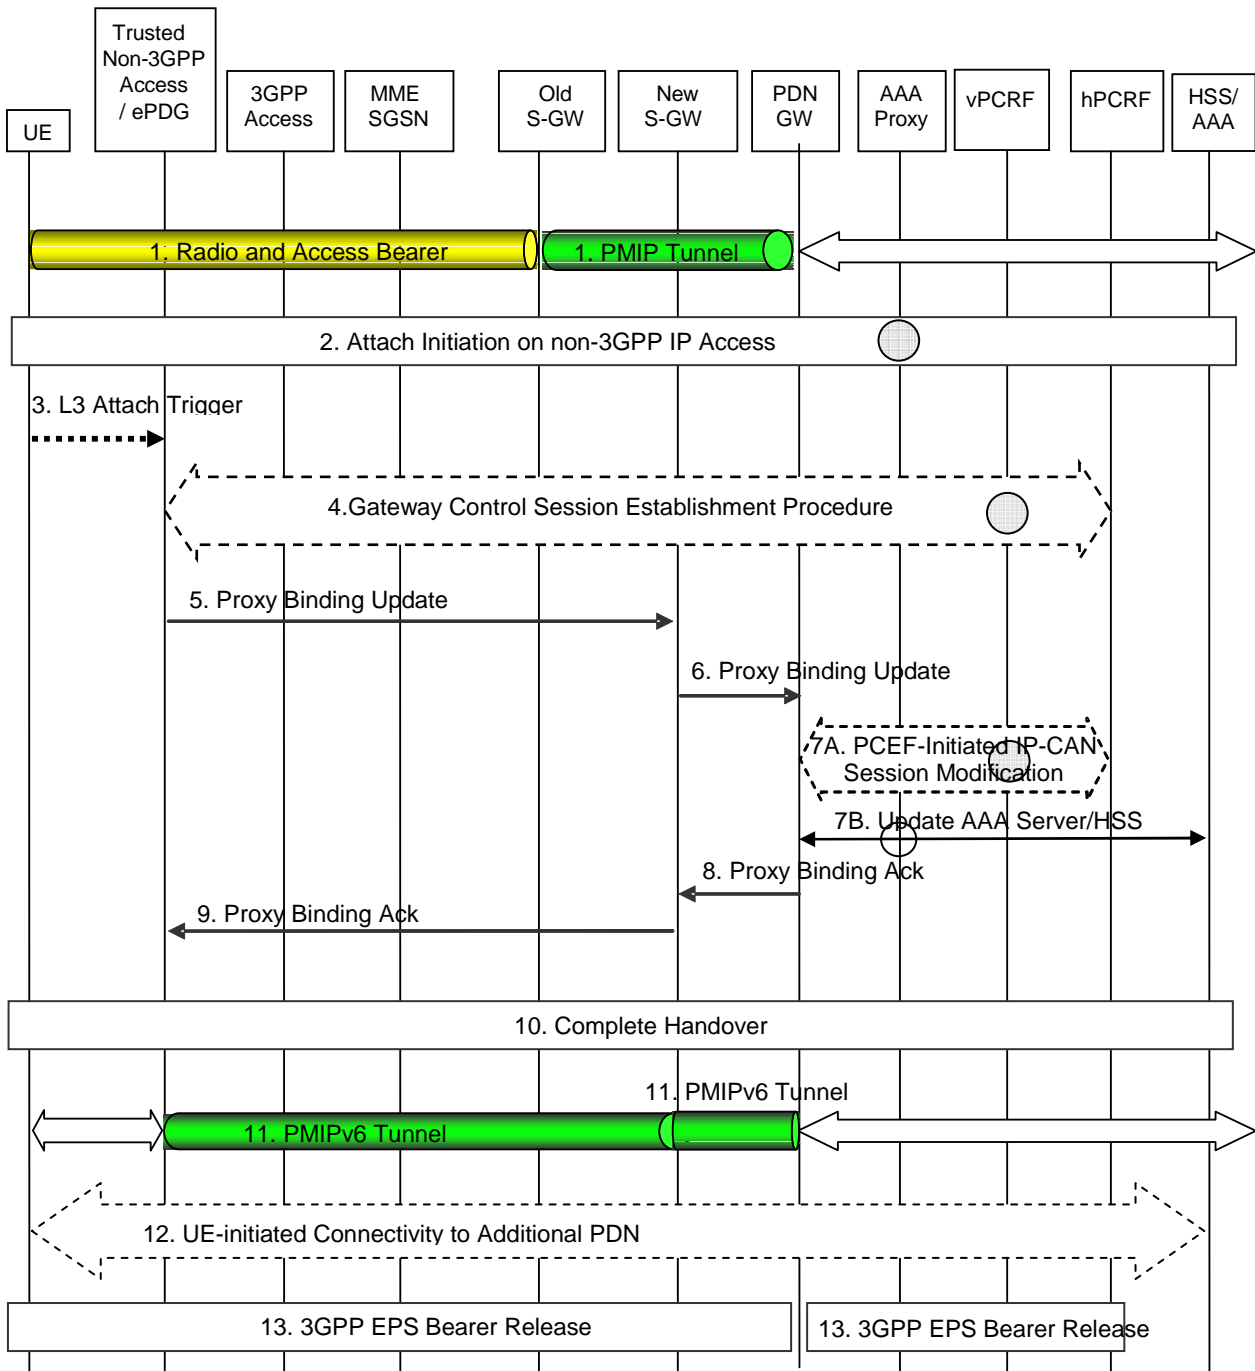 UE
Trusted
Non-3GPP
Access
/ ePDG
3GPP
Access
MME
SGSN
Old
S-GW
New
S-GW
PDN
GW
AAA
Proxy
vPCRF
hPCRF
HSS/
AAA
1. Radio and Access Bearer
1. PMIP Tunnel
2. Attach Initiation on non-3GPP IP Access
3. L3 Attach Trigger
4.Gateway Control Session Establishment Procedure
5. Proxy Binding Update
6. Proxy Binding Update
7A. PCEF-Initiated IP-CAN
Session Modification
7B. Update AAA Server/HSS
8. Proxy Binding Ack
9. Proxy Binding Ack
10. Complete Handover
11. PMIPv6 Tunnel
11. PMIPv6 Tunnel
12. UE-initiated Connectivity to Additional PDN
13. 3GPP EPS Bearer Release
13. 3GPP EPS Bearer Release